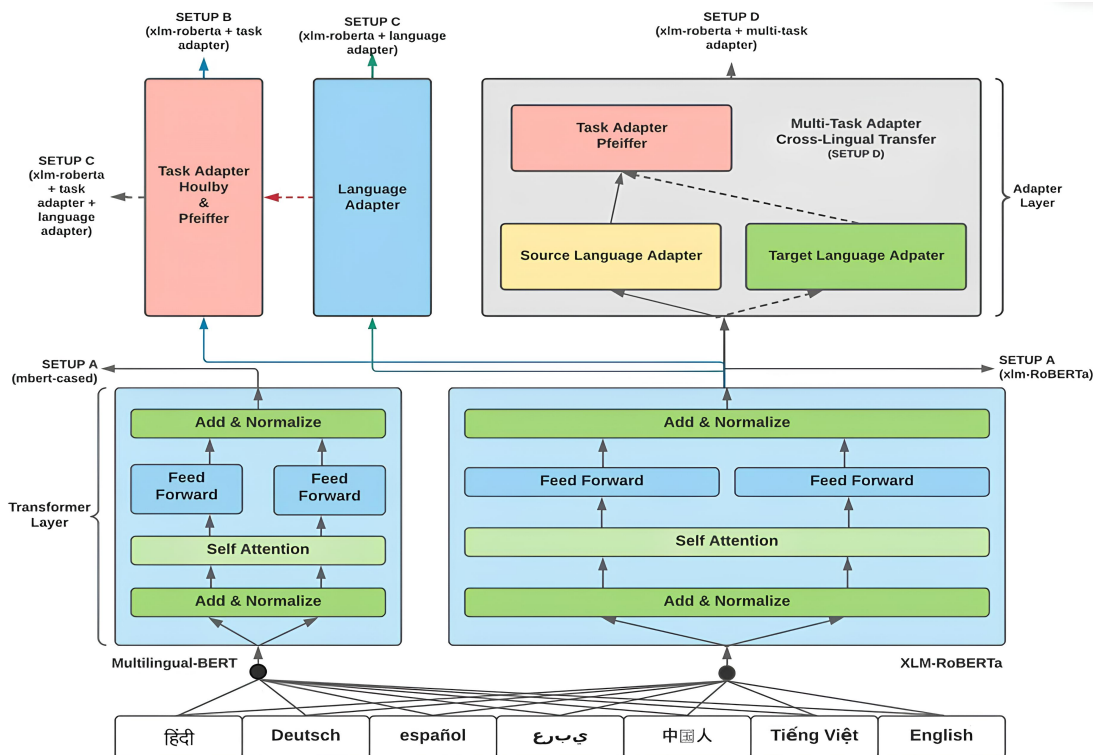 SETUP B
(xlm-roberta + task
adapter)
SETUP C
(xlm-roberta + language
adapter)
SETUP D
(xlm-roberta + multi-task
adapter)
SETUP C
(xlm-roberta
+ task
adapter +
language
adapter)
Task Adapter
Houlby
&
Pfeiffer
Language
Adapter
Task Adapter
Pfeiffer
Multi-Task Adapter
Cross-Lingual Transfer
(SETUP D)
Source Language Adapter
Target Language Adpater
Adapter
Layer
SETUP A
(mbert-cased)
SETUP A
(xlm-RoBERTa)
Transformer
Layer
Add & Normalize
Feed
Forward
Feed
Forward
Self Attention
Add & Normalize
Multilingual-BERT
Add & Normalize
Feed Forward
Feed Forward
Self Attention
Add & Normalize
XLM-RoBERTa
हिंदी
Deutsch
español
يبرع
中国人
Tiếng Việt
English